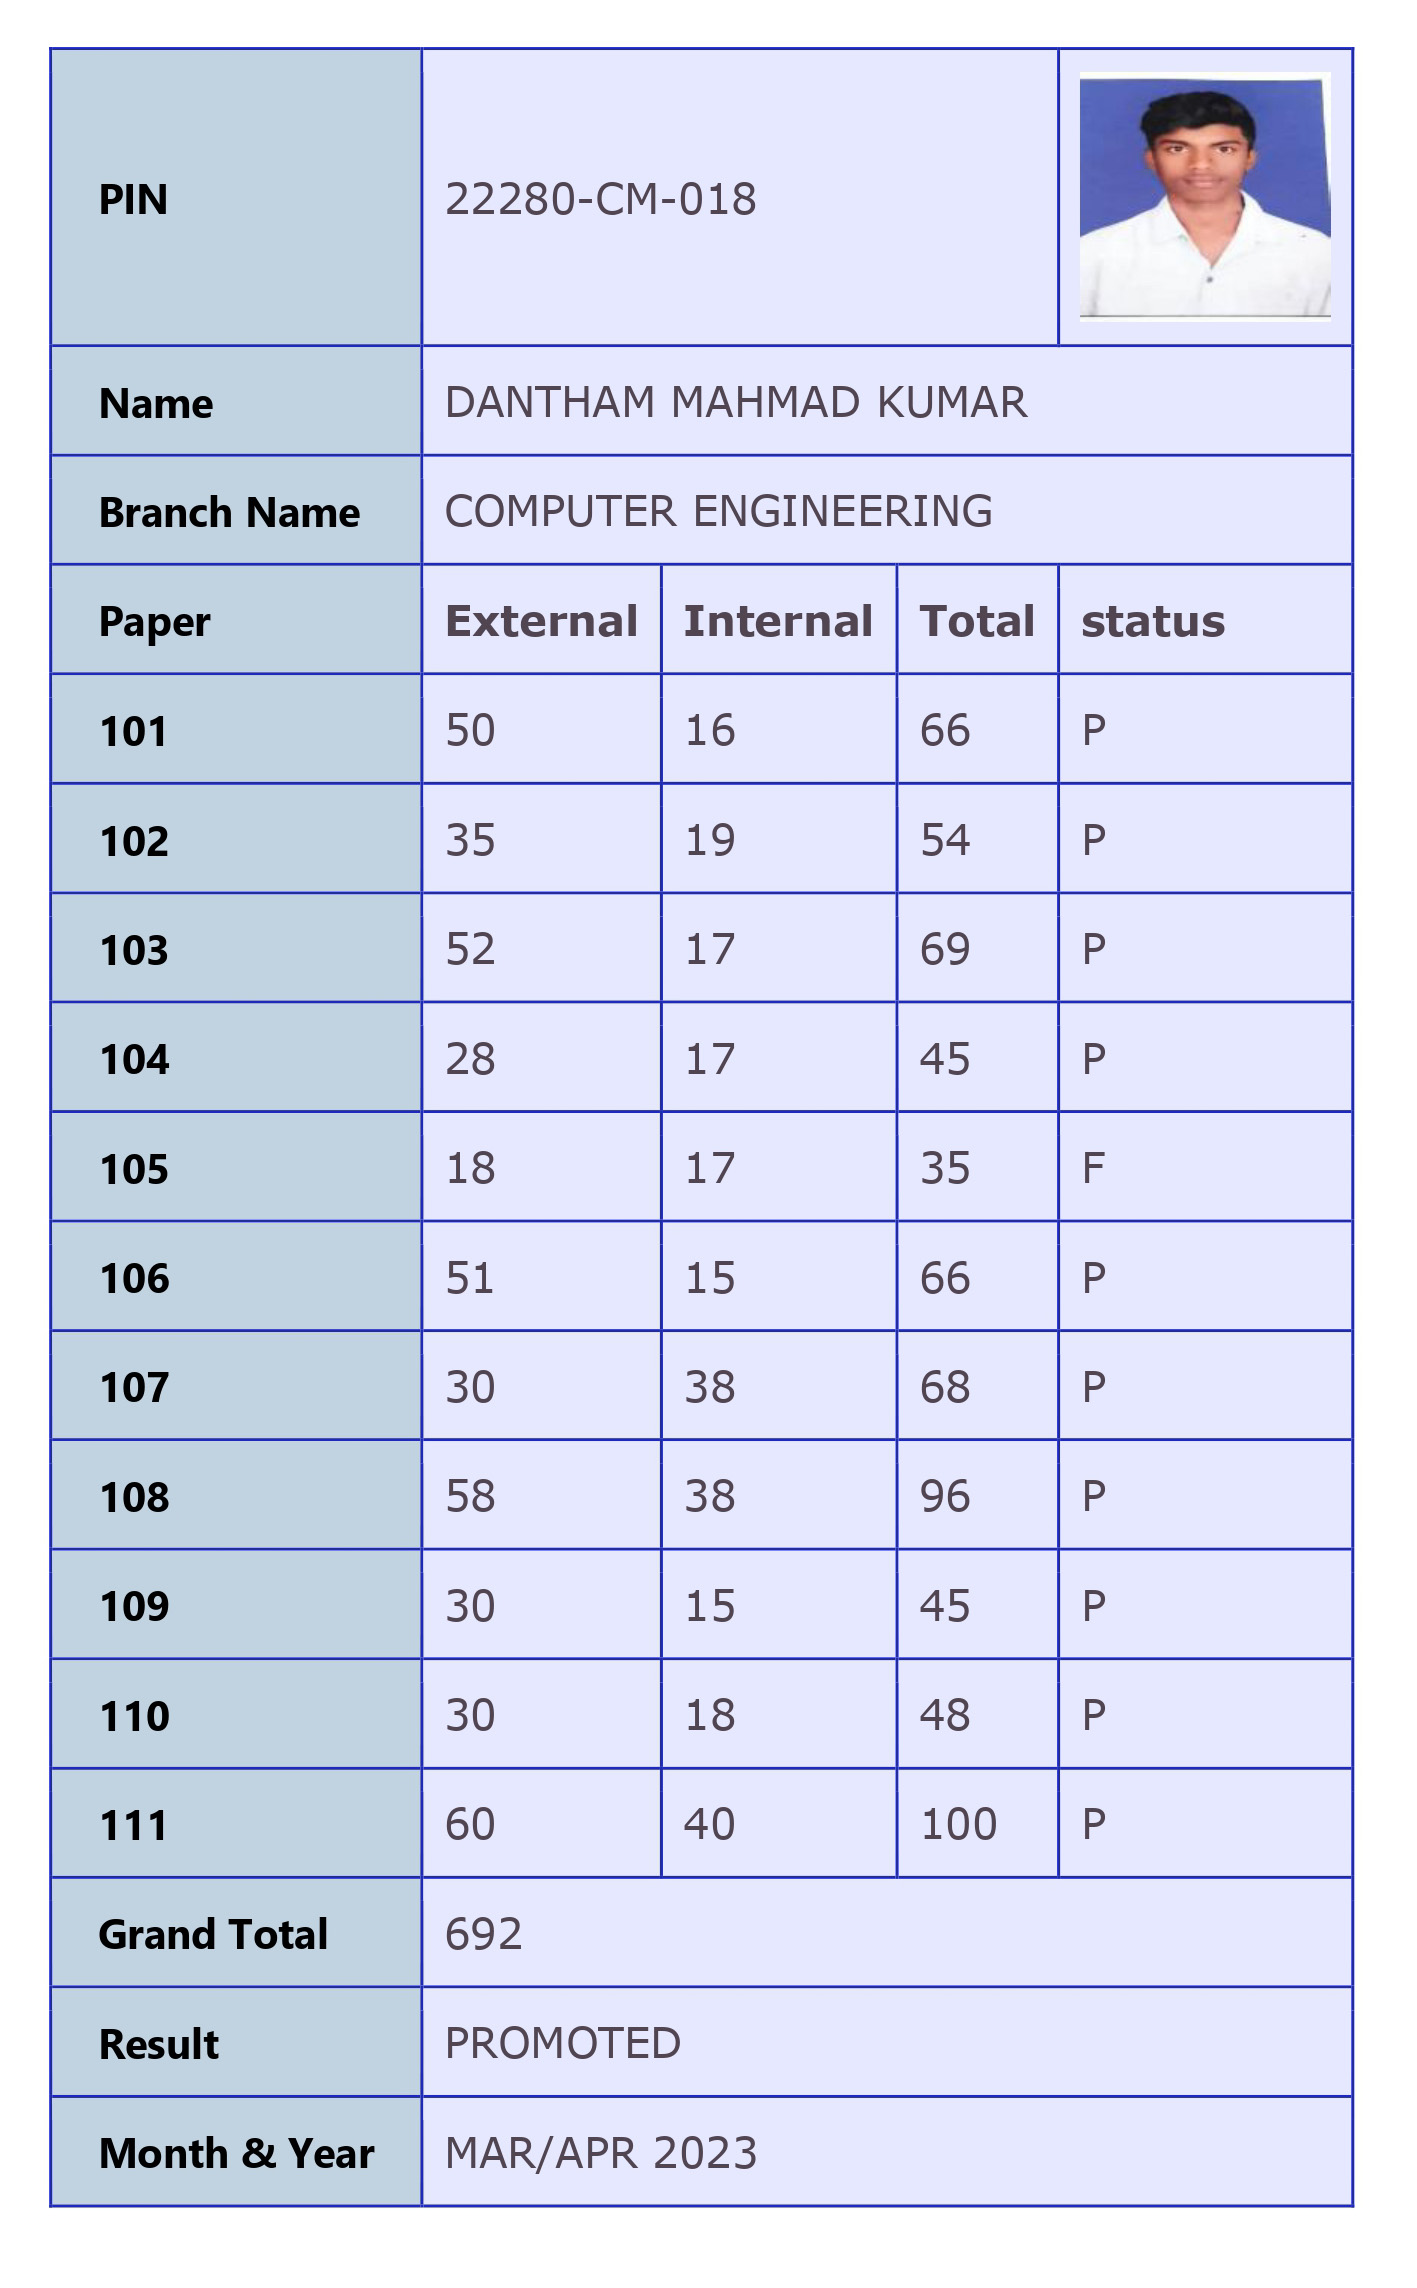 PIN 22280-CM-018
Name DANTHAM MAHMAD KUMAR
Branch Name COMPUTER ENGINEERING
Paper External Internal Total status
101 50 16 66 P
102 35 19 54 P
103 52 17 69 P
104 28 17 45 P
105 18 17 35 F
106 51 15 66 P
107 30 38 68 P
108 58 38 96 P
109 30 15 45 P
110 30 18 48 P
111 60 40 100 P
Grand Total 692
Result PROMOTED
Month & Year MAR/APR 2023